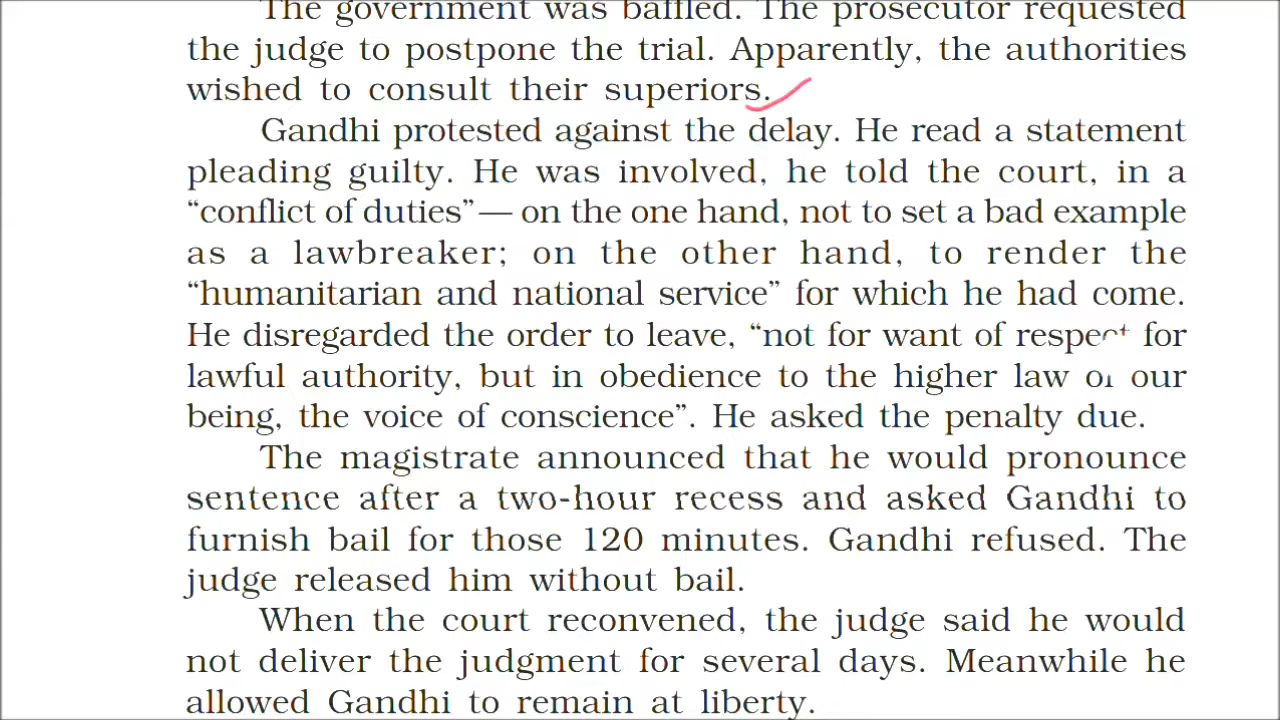 The government was baffled. The prosecutor requested
the judge to postpone the trial. Apparently, the authorities
wished to consult their superiors.
Gandhi protested against the delay. He read a statement
pleading guilty. He was involved, he told the court, in a
“conflict of duties”— on the one hand, not to set a bad example
as a lawbreaker; on the other hand, to render the
“humanitarian and national service” for which he had come.
He disregarded the order to leave, “not for want of respect for
lawful authority, but in obedience to the higher law of our
being, the voice of conscience”. He asked the penalty due.
The magistrate announced that he would pronounce
sentence after a two-hour recess and asked Gandhi to
furnish bail for those 120 minutes. Gandhi refused. The
judge released him without bail.
When the court reconvened, the judge said he would
not deliver the judgment for several days. Meanwhile he
allowed Gandhi to remain at liberty.